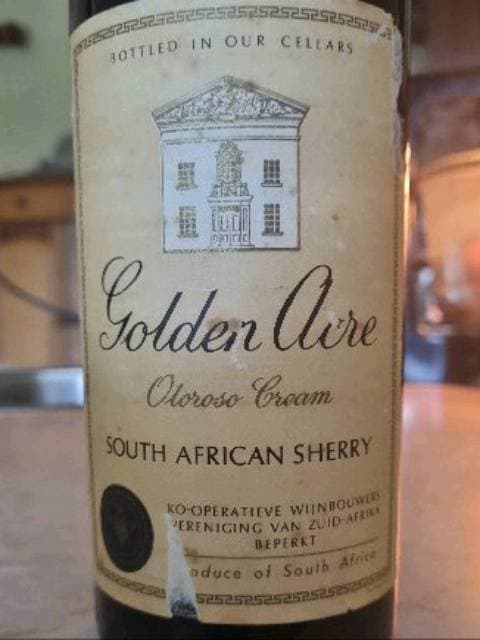 BOTTLED IN OUR CELLARS
Golden Acre
Oloroso Cream
SOUTH AFRICAN SHERRY
KO-OPERATIEVE WIJNBOUWERS
VERENIGING VAN ZUID-AFRIKA
BEPERKT
of South Africa